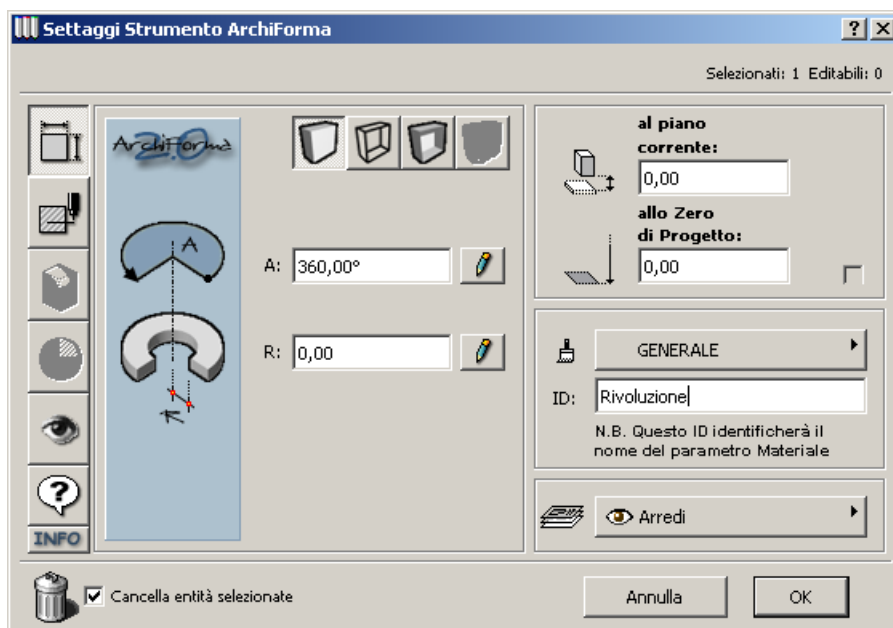 Settaggi Strumento ArchiForma
Selezionati: 1 Editabili: 0
ArchiForma
2.0
A
A: 360,00°
R: 0,00
R
al piano
corrente:
0,00
allo Zero
di Progetto:
0,00
GENERALE
ID: Rivoluzione
N.B. Questo ID identificherà il
nome del parametro Materiale
Arredi
INFO
Cancella entità selezionate
Annulla
OK